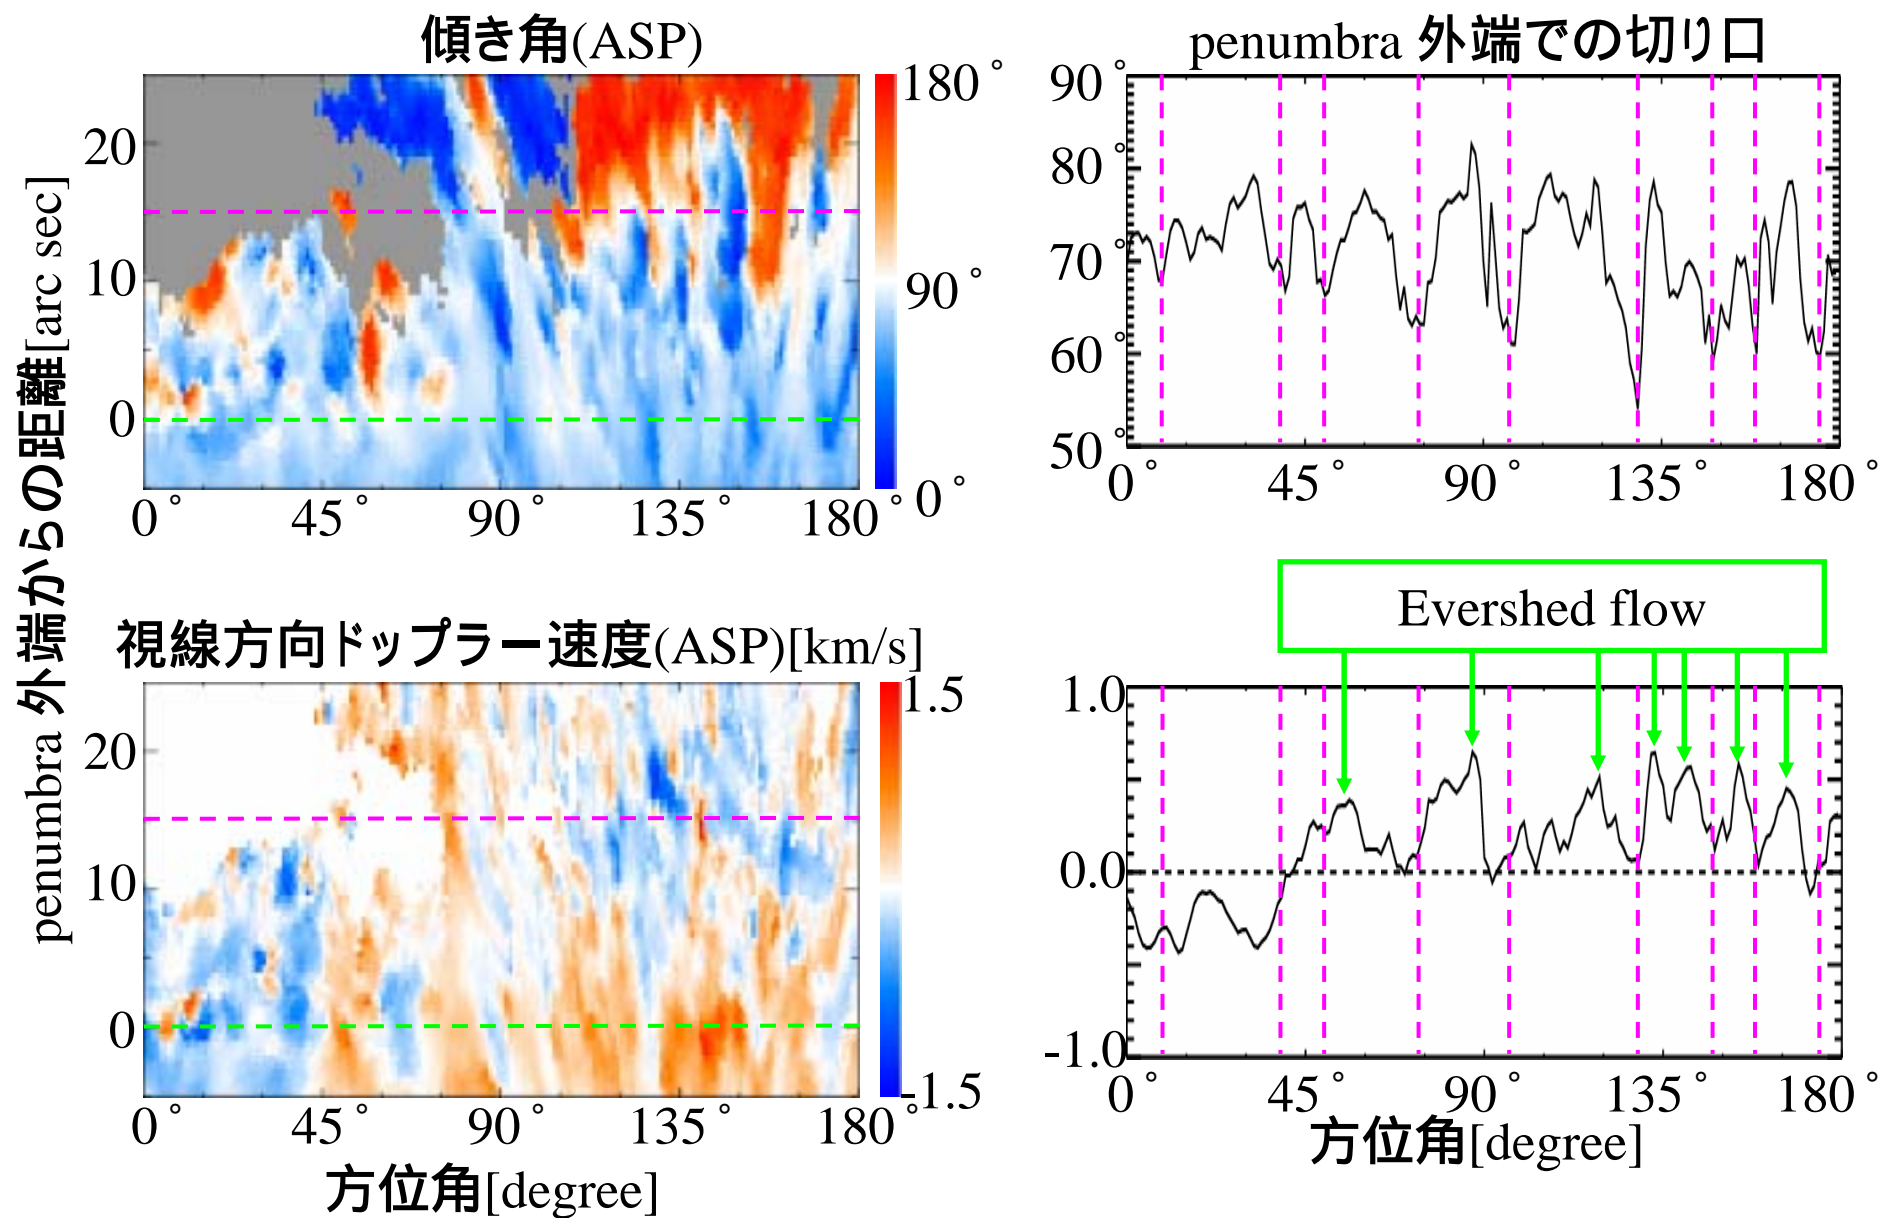 傾き角(ASP)
penumbra 外端からの距離[arc sec]
20
10
0
0° 45° 90° 135° 180°
180°
90°
0°
penumbra 外端での切り口
90°
80°
70°
60°
50°
0° 45° 90° 135° 180°
視線方向ドップラー速度(ASP)[km/s]
20
10
0
0° 45° 90° 135° 180°
1.5
-1.5
方位角[degree]
Evershed flow
1.0
0.0
-1.0
0° 45° 90° 135° 180°
方位角[degree]